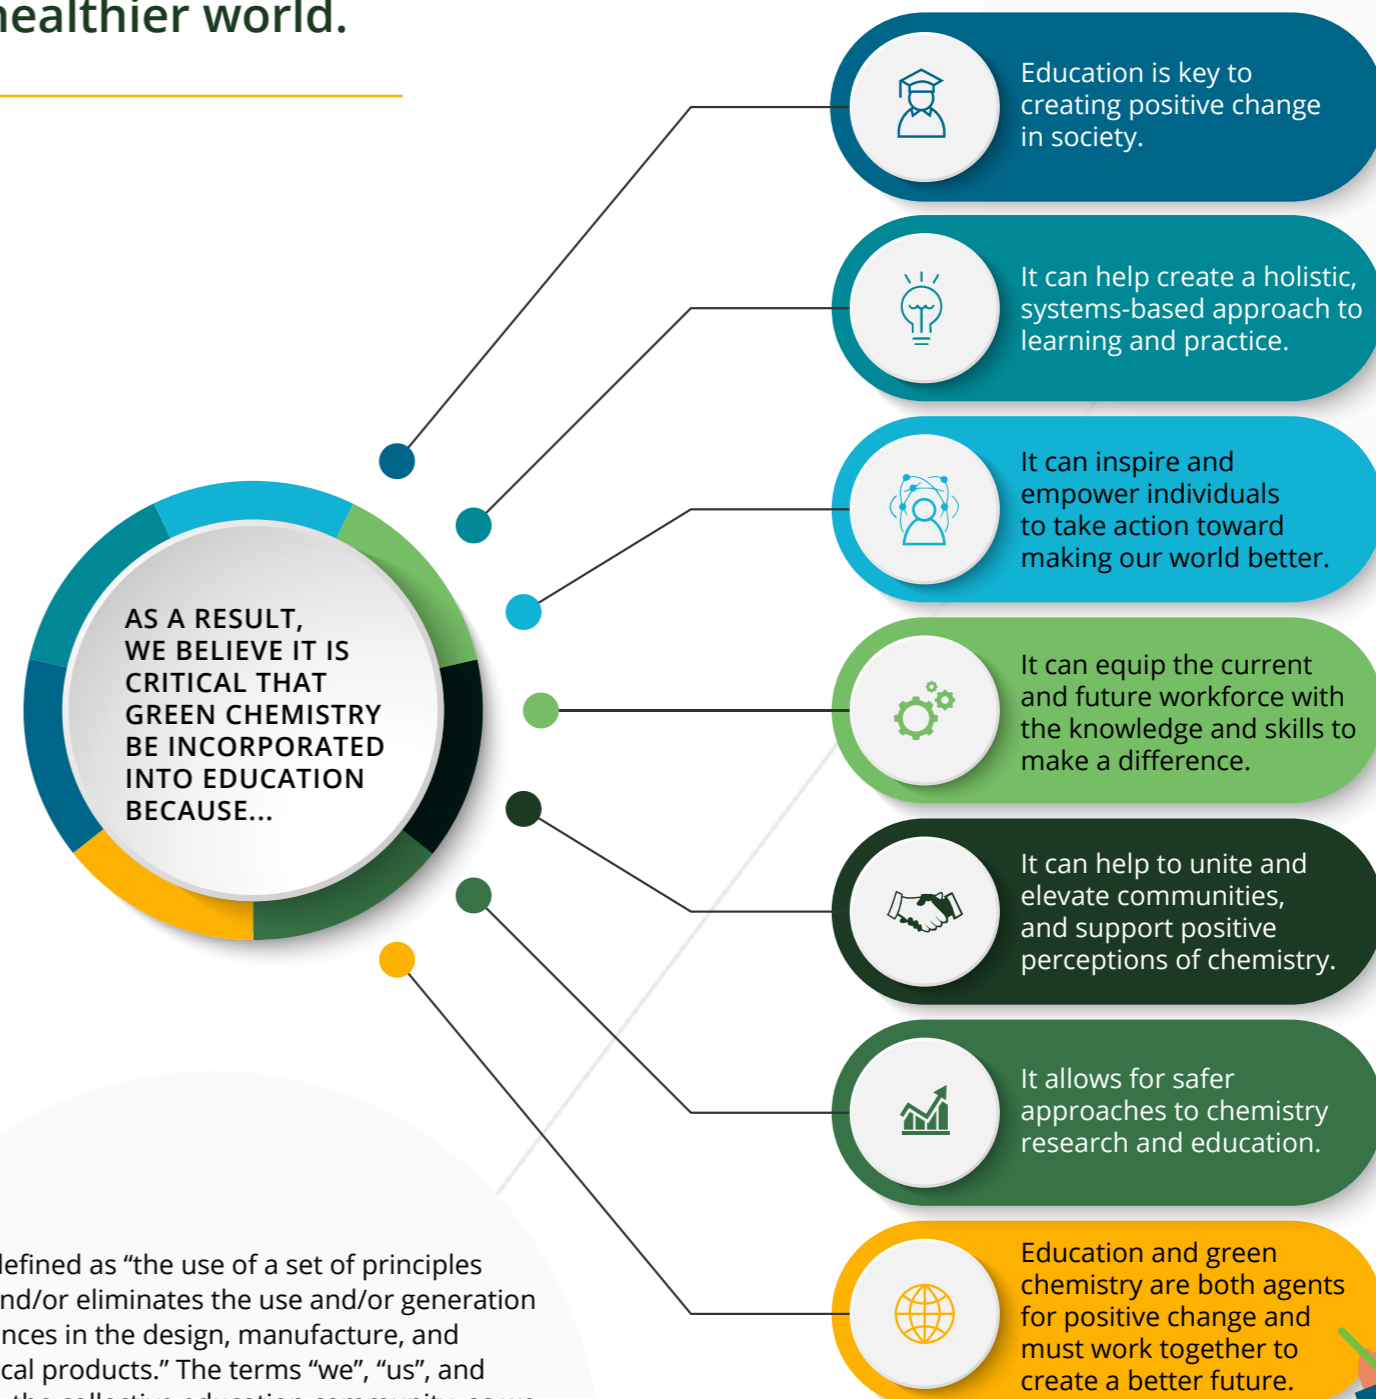 healthier world.
Education is key to
creating positive change
in society.
It can help create a holistic,
systems-based approach to
learning and practice.
It can inspire and
empower individuals
to take action toward
making our world better.
AS A RESULT,
WE BELIEVE IT IS
CRITICAL THAT
GREEN CHEMISTRY
BE INCORPORATED
INTO EDUCATION
BECAUSE...
It can equip the current
and future workforce with
the knowledge and skills to
make a difference.
It can help to unite and
elevate communities,
and support positive
perceptions of chemistry.
It allows for safer
approaches to chemistry
research and education.
Education and green
chemistry are both agents
for positive change and
must work together to
create a better future.
defined as “the use of a set of principles
and/or eliminates the use and/or generation
in the design, manufacture, and
products.” The terms “we”, “us”, and
the collective education community, as we